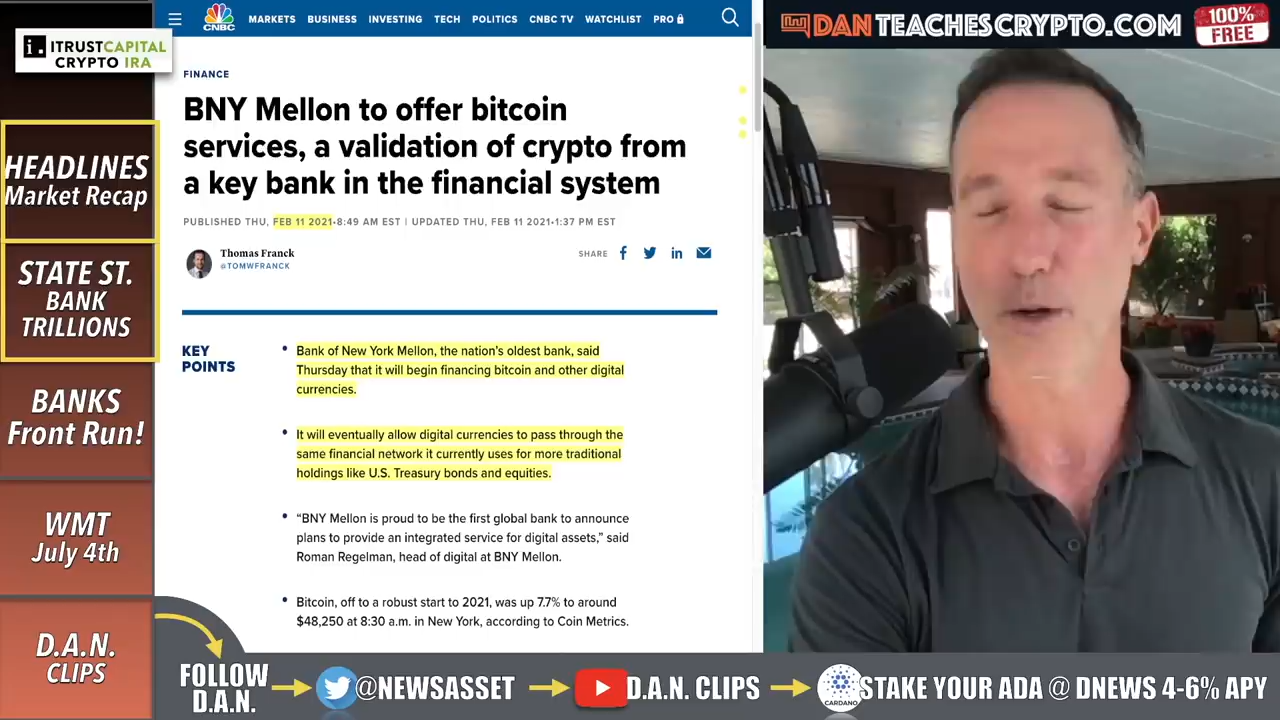 MARKETS BUSINESS INVESTING TECH POLITICS CNBC TV WATCHLIST PRO
CNBC
i. ITRUSTCAPITAL
CRYPTO IRA
DANTEACHESCRYPTO.COM
100%
FREE
FINANCE
BNY Mellon to offer bitcoin
services, a validation of crypto from
a key bank in the financial system
PUBLISHED THU, FEB 11 2021•8:49 AM EST | UPDATED THU, FEB 11 2021•1:37 PM EST
Thomas Franck
@TOMWFRANCK
SHARE
KEY
POINTS
• Bank of New York Mellon, the nation's oldest bank, said
Thursday that it will begin financing bitcoin and other digital
currencies.
• It will eventually allow digital currencies to pass through the
same financial network it currently uses for more traditional
holdings like U.S. Treasury bonds and equities.
• “BNY Mellon is proud to be the first global bank to announce
plans to provide an integrated service for digital assets,” said
Roman Regelman, head of digital at BNY Mellon.
• Bitcoin, off to a robust start to 2021, was up 7.7% to around
$48,250 at 8:30 a.m. in New York, according to Coin Metrics.
HEADLINES
Market Recap
STATE ST.
BANK
TRILLIONS
BANKS
Front Run!
WMT
July 4th
D.A.N.
CLIPS
FOLLOW
D.A.N.
@NEWSASSET
D.A.N. CLIPS
CARDANO
STAKE YOUR ADA @ DNEWS 4-6% APY